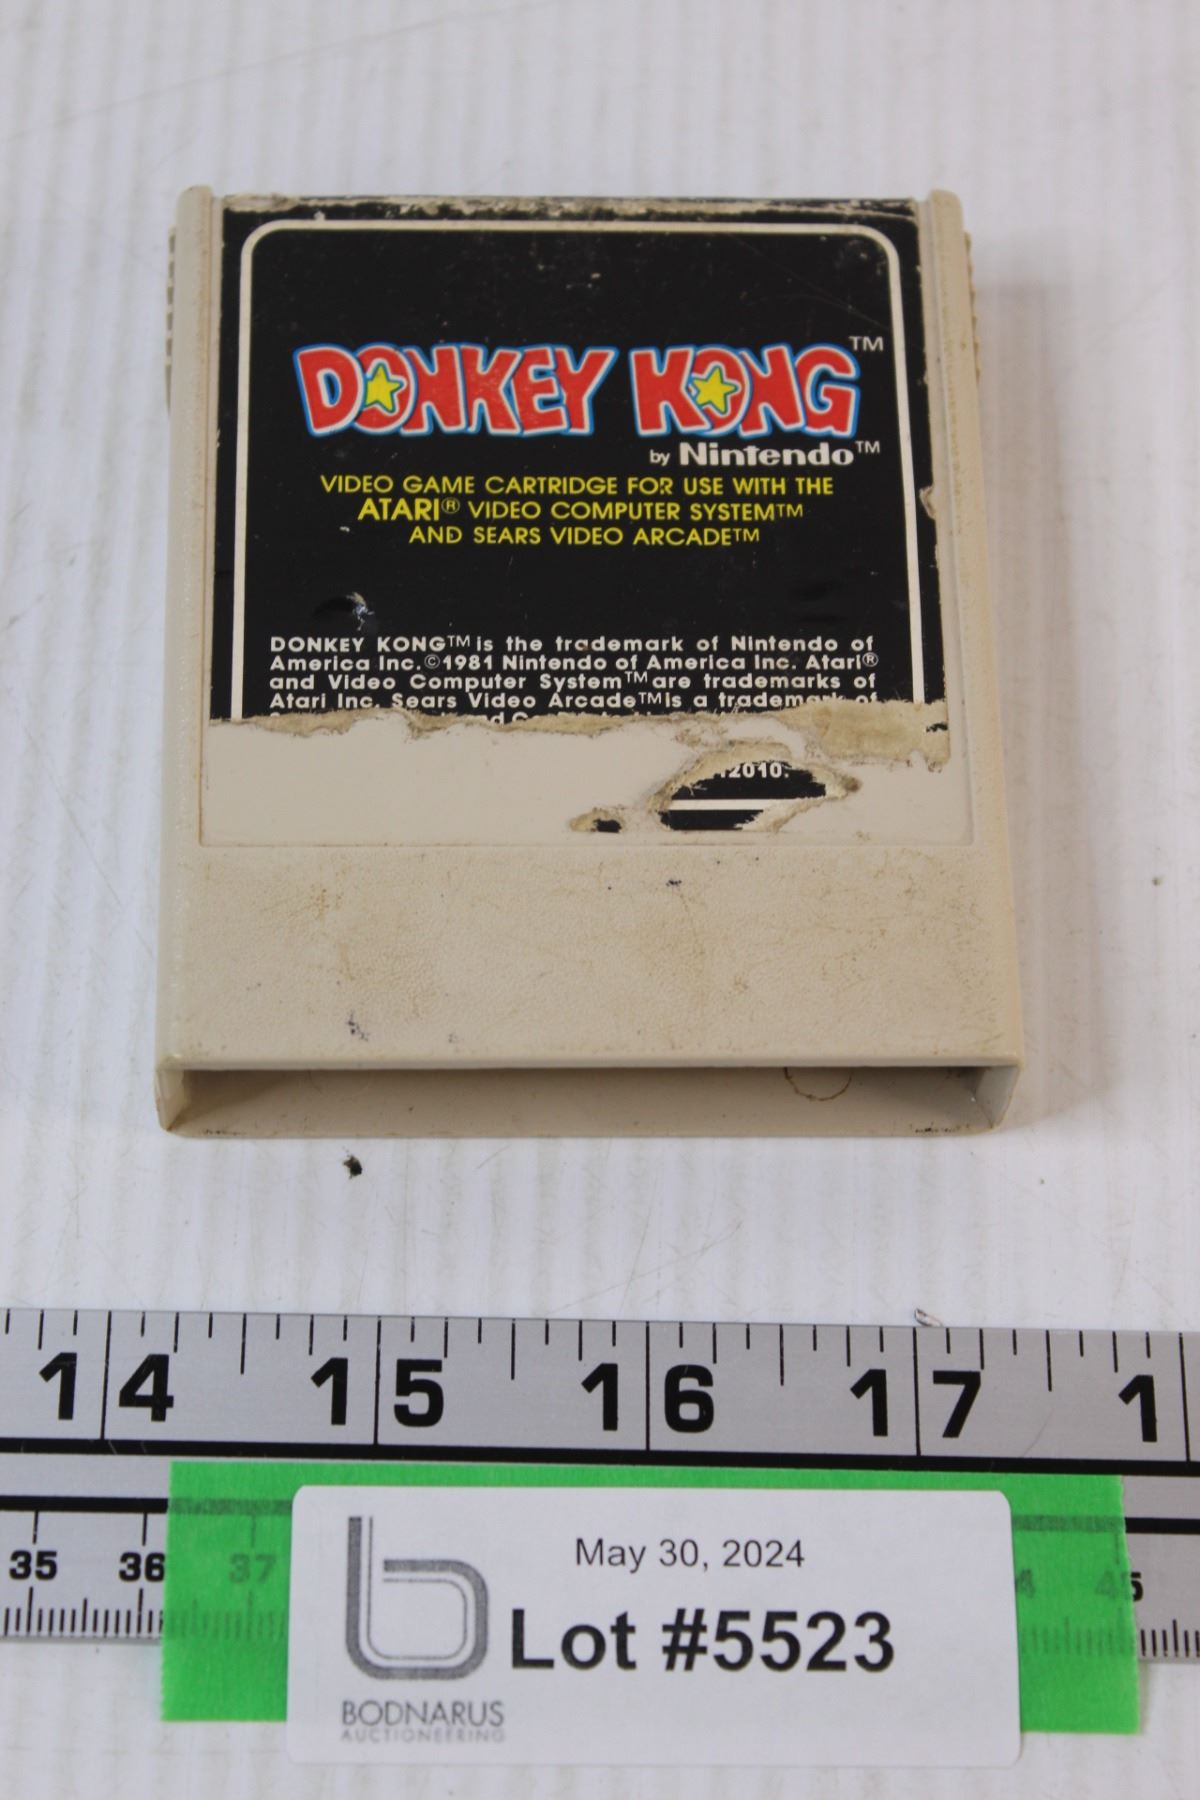 DONKEY KONG™
by Nintendo™
VIDEO GAME CARTRIDGE FOR USE WITH THE
ATARI® VIDEO COMPUTER SYSTEM™
AND SEARS VIDEO ARCADE™
DONKEY KONG™ is the trademark of Nintendo of
America Inc. ©1981 Nintendo of America Inc. Atari®
and Video Computer System™ are trademarks of
Atari Inc. Sears Video Arcade™ is a trademark of
2010.
14 15 16 17 1
35 36 37 45
May 30, 2024
Lot #5523
BODNARUS
AUCTIONEERING